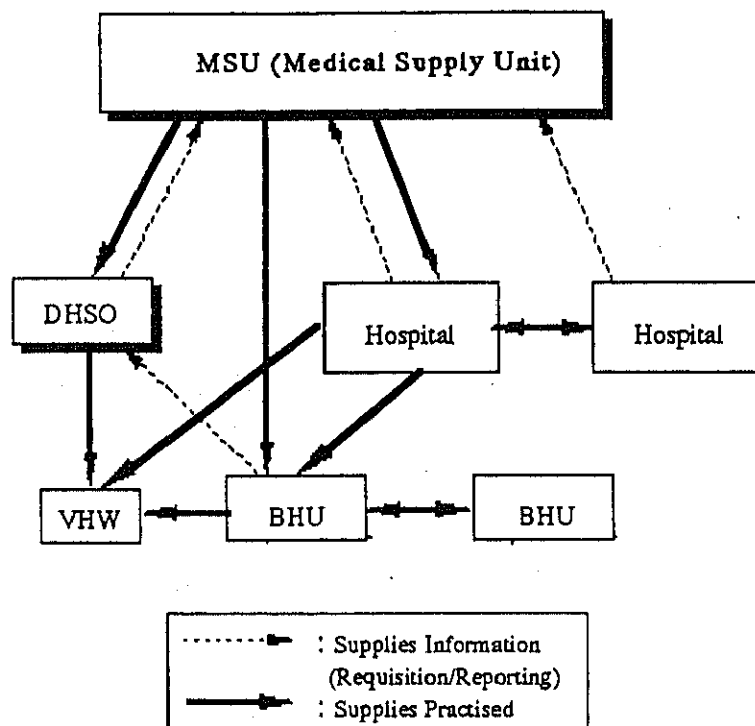 MSU (Medical Supply Unit)
DHSO
Hospital
Hospital
VHW
BHU
BHU
: Supplies Information
(Requisition/Reporting)
: Supplies Practised